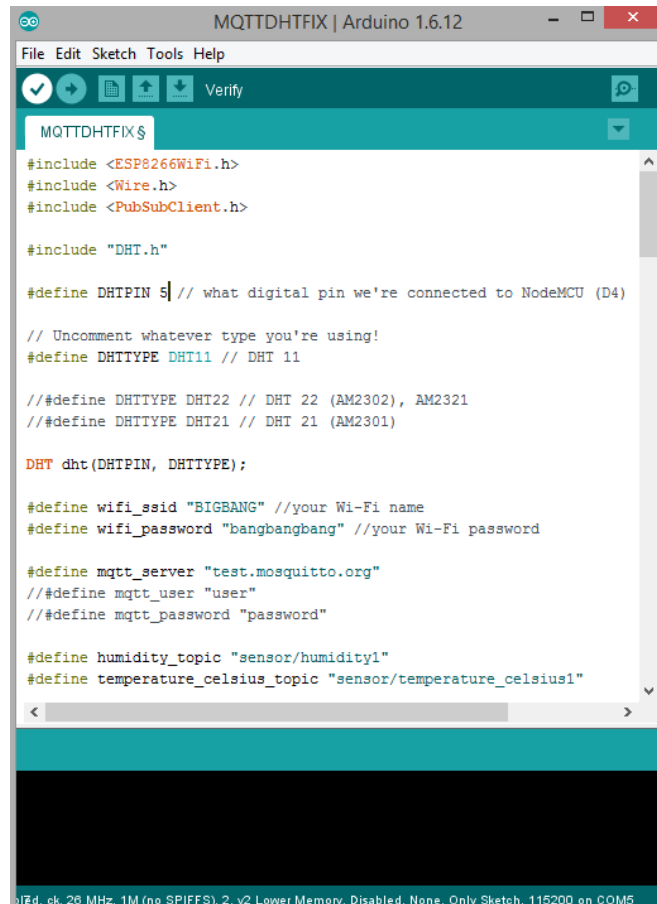 MQTTDHTFIX | Arduino 1.6.12
File Edit Sketch Tools Help
Verify
MQTTDHTFIX §
#include <ESP8266WiFi.h>
#include <Wire.h>
#include <PubSubClient.h>
#include "DHT.h"
#define DHTPIN 5 // what digital pin we're connected to NodeMCU (D4)
// Uncomment whatever type you're using!
#define DHTTYPE DHT11 // DHT 11
//#define DHTTYPE DHT22 // DHT 22 (AM2302), AM2321
//#define DHTTYPE DHT21 // DHT 21 (AM2301)
DHT dht(DHTPIN, DHTTYPE);
#define wifi_ssid "BIGBANG" //your Wi-Fi name
#define wifi_password "bangbangbang" //your Wi-Fi password
#define mqtt_server "test.mosquitto.org"
//#define mqtt_user "user"
//#define mqtt_password "password"
#define humidity_topic "sensor/humidity1"
#define temperature_celsius_topic "sensor/temperature_celsius1"
ck, 26 MHz, 1M (no SPIFFS), 2, v2 Lower Memory, Disabled, None, Only Sketch, 115200 on COM5